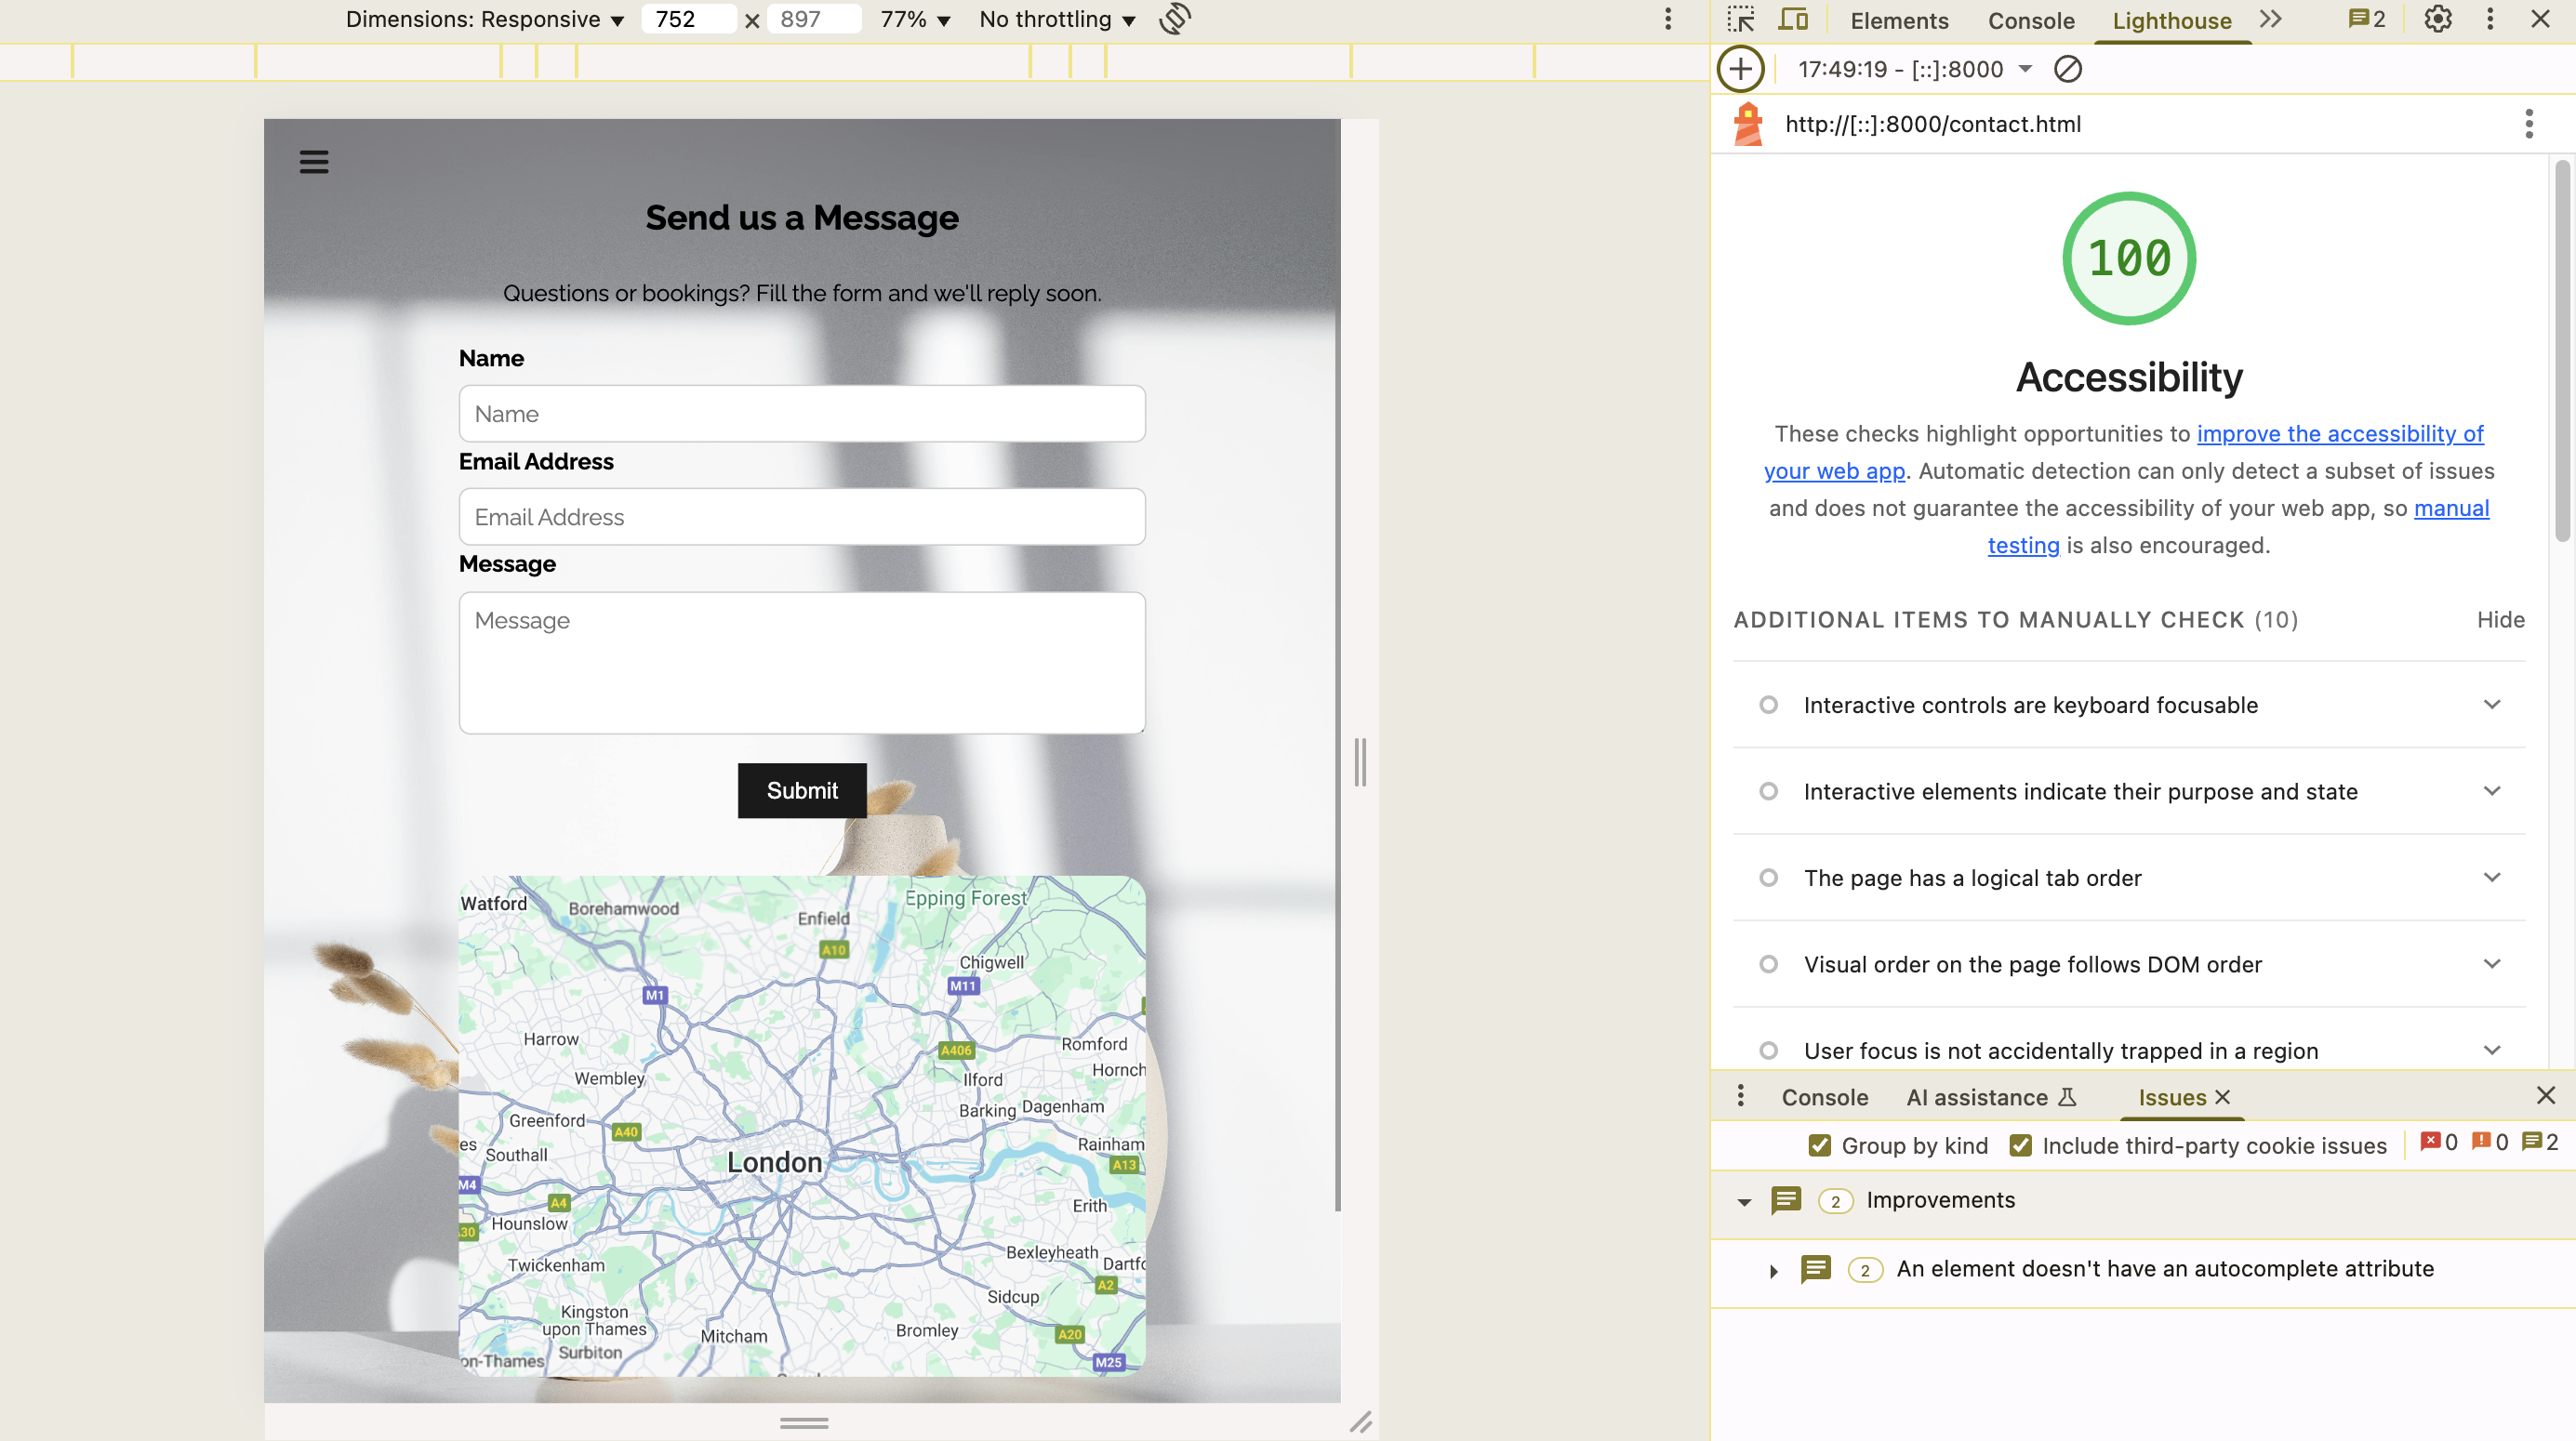 Dimensions: Responsive ▼ 752 × 897 77% ▼ No throttling ▼
Elements Console Lighthouse 2
17:49:19 - [::]:8000
http://[::]:8000/contact.html
Send us a Message
Questions or bookings? Fill the form and we'll reply soon.
Name
Name
Email Address
Email Address
Message
Message
Submit
Watford
Borehamwood
Enfield
Epping Forest
A10
Chigwell
M1
M11
Harrow
A406
Romford
Wembley
Ilford
Hornch
Barking
Dagenham
Greenford
A40
es
Southall
Rainham
London
A13
M4
A4
Erith
Hounslow
30
Bexleyheath
Twickenham
Dartfo
A2
Sidcup
Kingston
upon Thames
Mitcham
Bromley
A20
Surbiton
on-Thames
M25
100
Accessibility
These checks highlight opportunities to improve the accessibility of
your web app. Automatic detection can only detect a subset of issues
and does not guarantee the accessibility of your web app, so manual
testing is also encouraged.
ADDITIONAL ITEMS TO MANUALLY CHECK (10) Hide
Interactive controls are keyboard focusable
Interactive elements indicate their purpose and state
The page has a logical tab order
Visual order on the page follows DOM order
User focus is not accidentally trapped in a region
Console AI assistance Issues
Group by kind Include third-party cookie issues 0 0 2
2 Improvements
2 An element doesn't have an autocomplete attribute